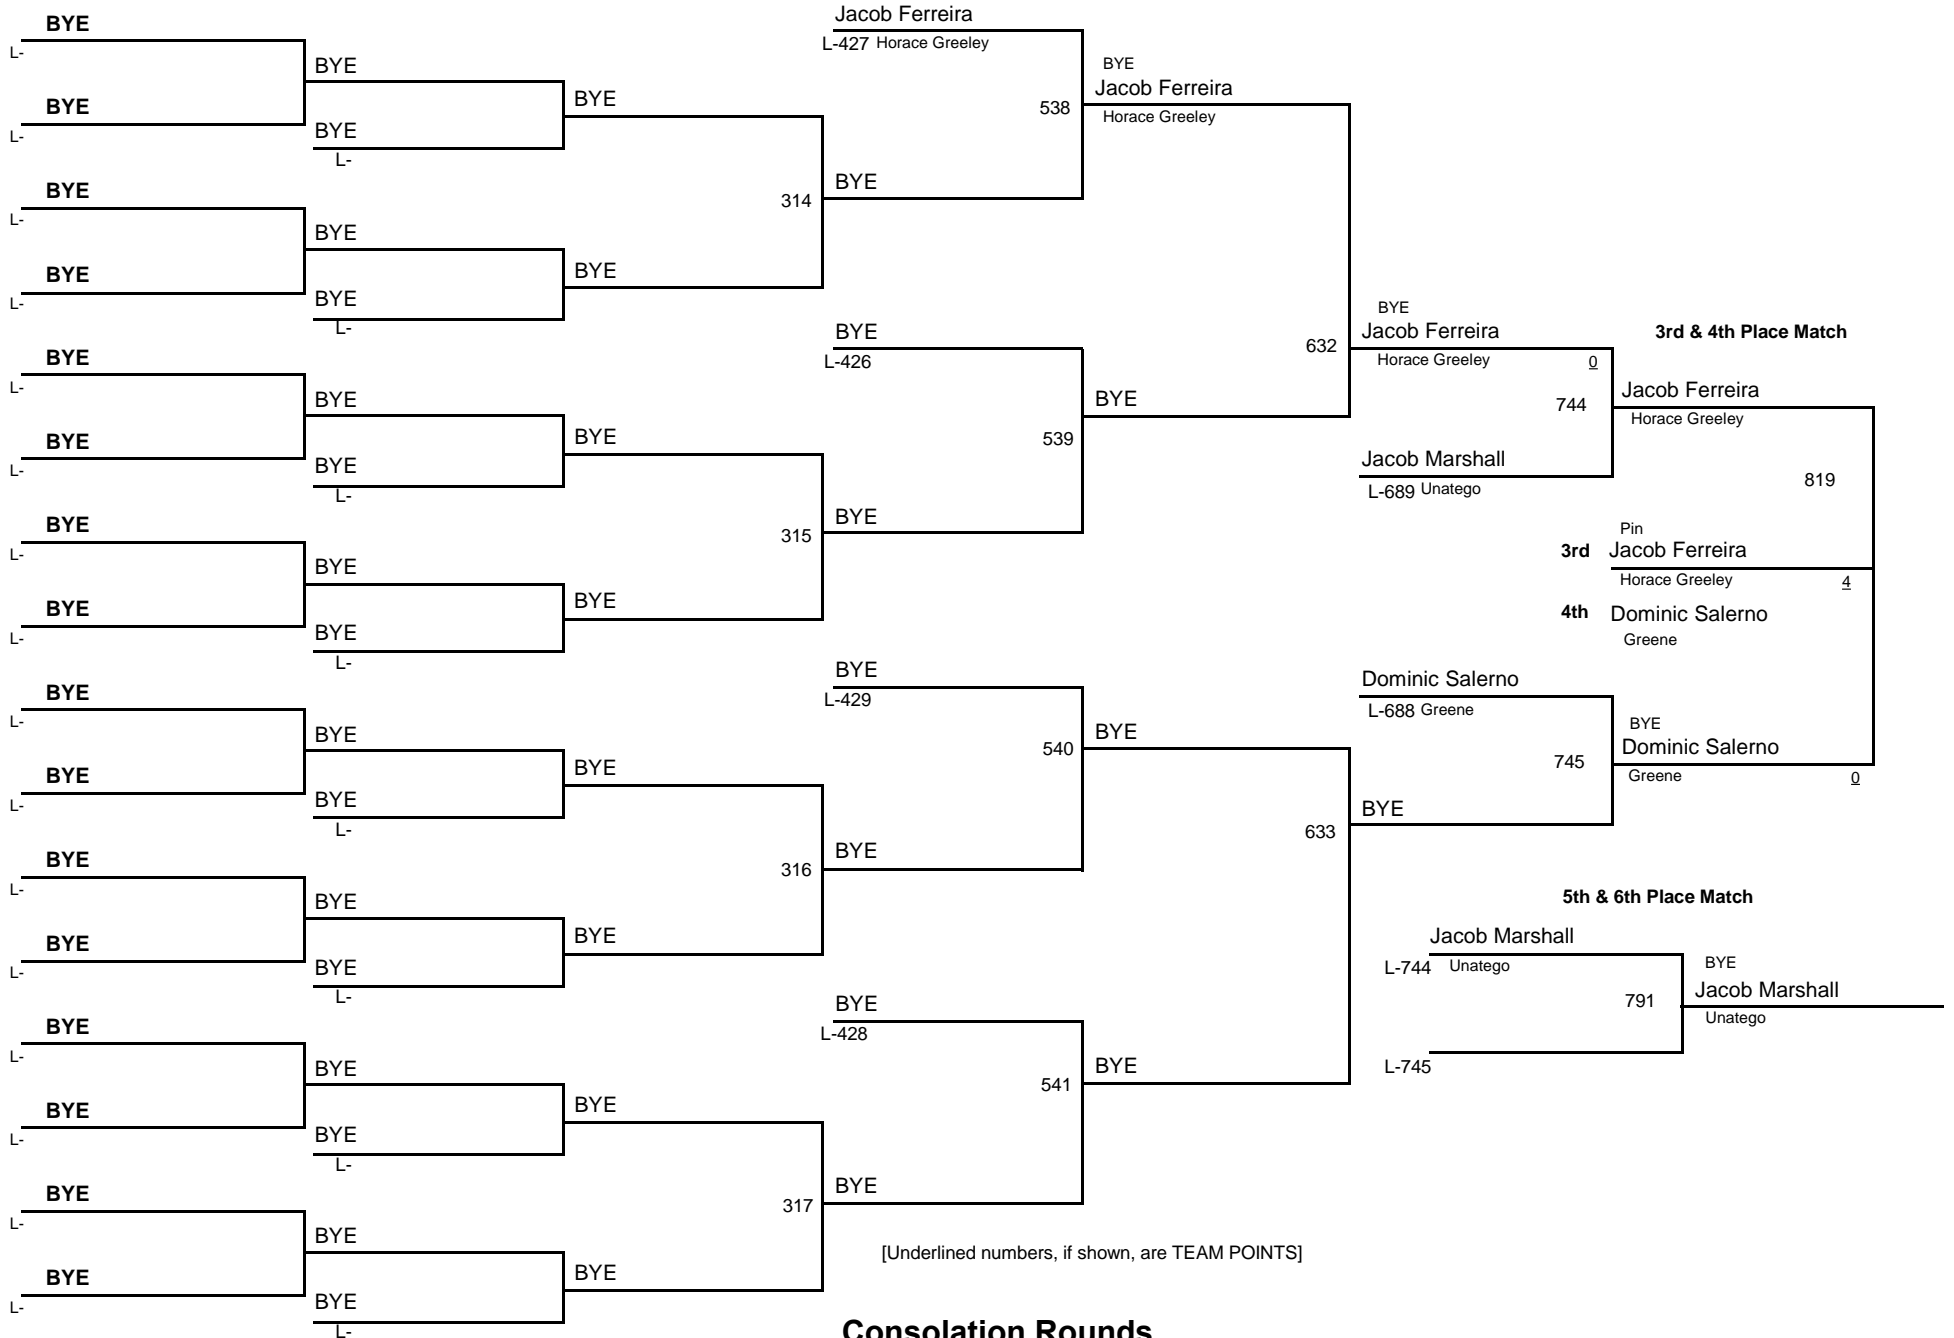 BYE
L-
BYE
L-
BYE
L-
BYE
L-
BYE
L-
BYE
L-
BYE
L-
BYE
L-
BYE
L-
BYE
L-
BYE
L-
BYE
L-
BYE
L-
BYE
L-
BYE
L-
BYE
L-
BYE
BYE
L-
BYE
BYE
L-
BYE
BYE
L-
BYE
BYE
L-
BYE
BYE
L-
BYE
BYE
L-
BYE
BYE
L-
BYE
BYE
L-
BYE
314
BYE
BYE
315
BYE
BYE
316
BYE
BYE
317
BYE
Jacob Ferreira
L-427 Horace Greeley
538
BYE
BYE
L-426
539
BYE
BYE
L-429
540
BYE
BYE
L-428
541
BYE
BYE
Jacob Ferreira
Horace Greeley
632
BYE
BYE
633
BYE
BYE
Jacob Ferreira
Horace Greeley 0
744
Jacob Marshall
L-689 Unatego
Dominic Salerno
L-688 Greene
745
BYE
3rd & 4th Place Match
Jacob Ferreira
Horace Greeley
819
Pin
3rd Jacob Ferreira
Horace Greeley 4
4th Dominic Salerno
Greene
BYE
Dominic Salerno
Greene 0
5th & 6th Place Match
Jacob Marshall
L-744 Unatego
791
L-745
BYE
Jacob Marshall
Unatego
[Underlined numbers, if shown, are TEAM POINTS]
Consolation Rounds